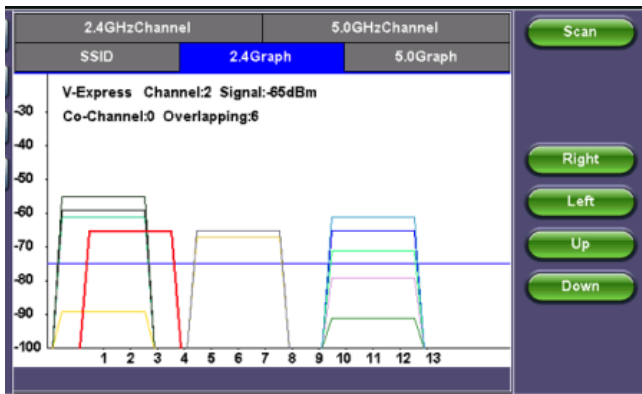 2.4GHzChannel 5.0GHzChannel
SSID 2.4Graph 5.0Graph
V-Express Channel:2 Signal:-65dBm
Co-Channel:0 Overlapping:6
-30
-40
-50
-60
-70
-80
-90
-100
1 2 3 4 5 6 7 8 9 10 11 12 13
Scan
Right
Left
Up
Down